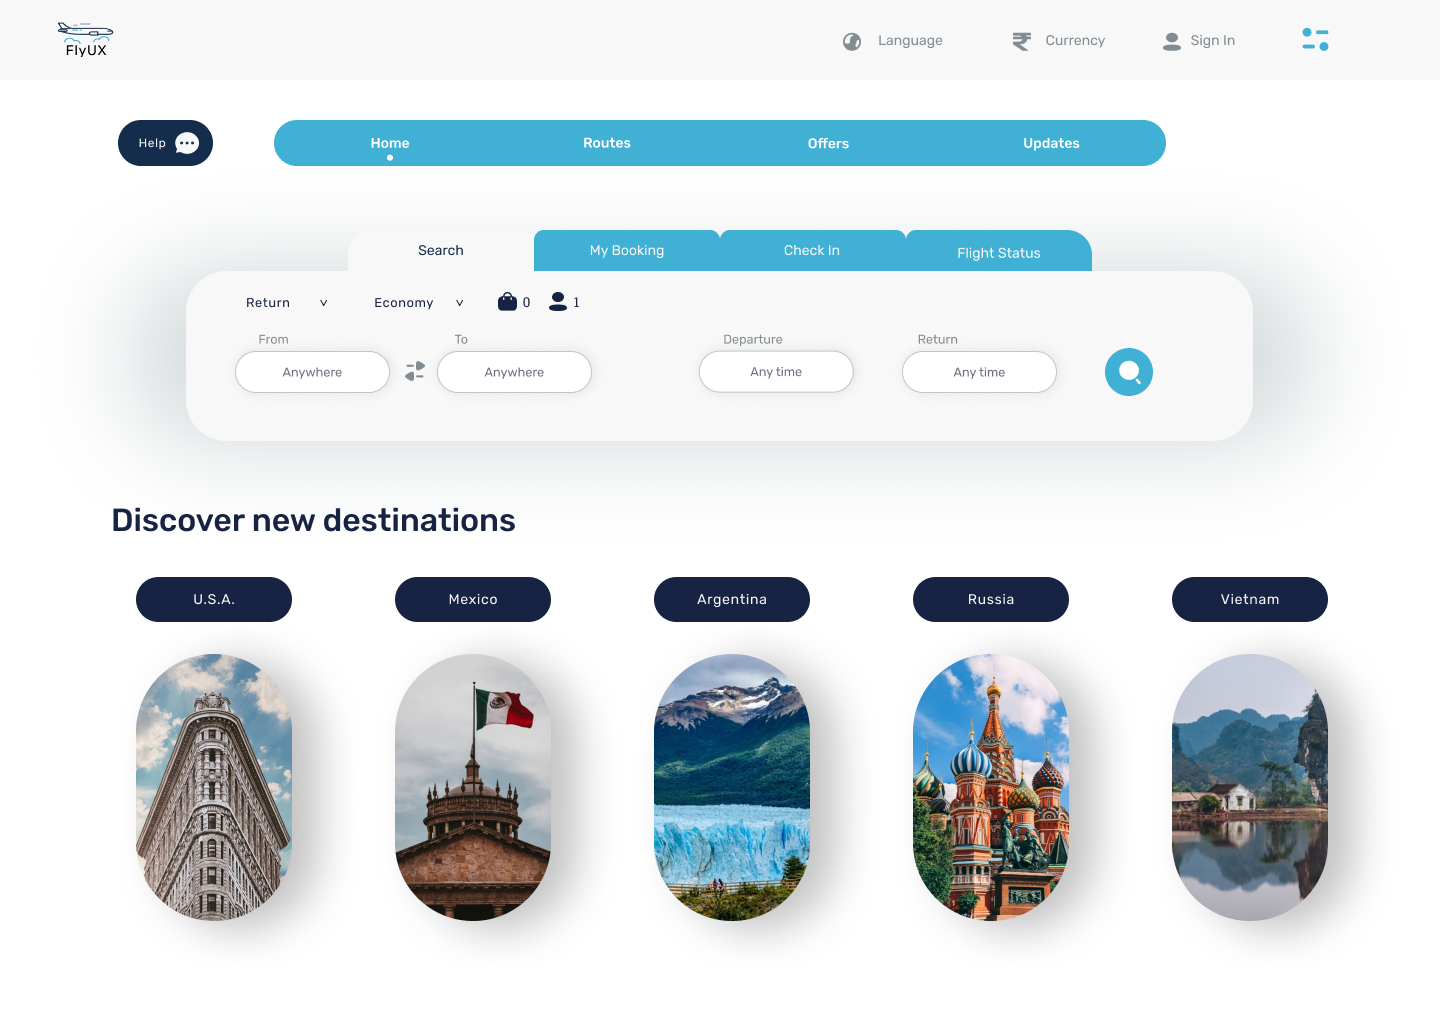 FlyUX
Language
Currency
Sign In
Help
Home
Routes
Offers
Updates
Search
My Booking
Check In
Flight Status
Return
Economy
0
1
From
To
Departure
Return
Anywhere
Anywhere
Any time
Any time
Discover new destinations
U.S.A.
Mexico
Argentina
Russia
Vietnam